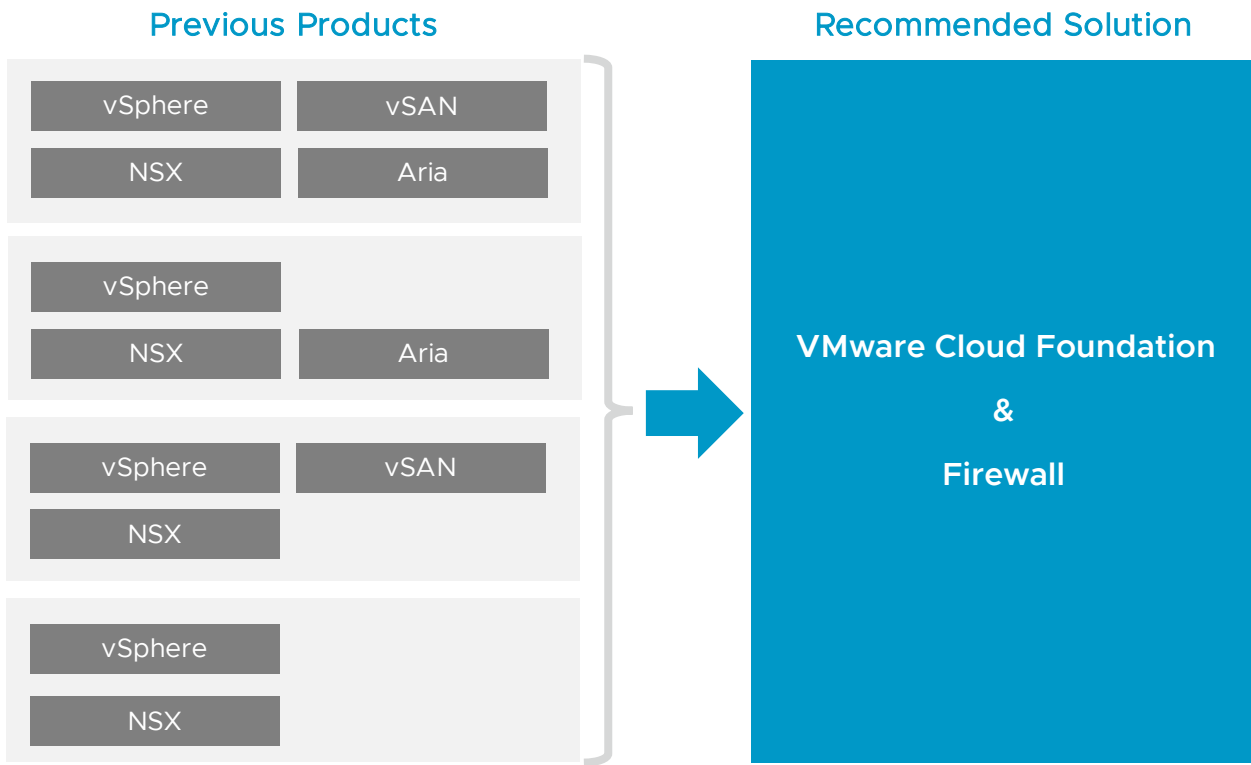 Previous Products
Recommended Solution
vSphere
vSAN
NSX
Aria
vSphere
NSX
Aria
vSphere
vSAN
NSX
vSphere
NSX
VMware Cloud Foundation
&
Firewall